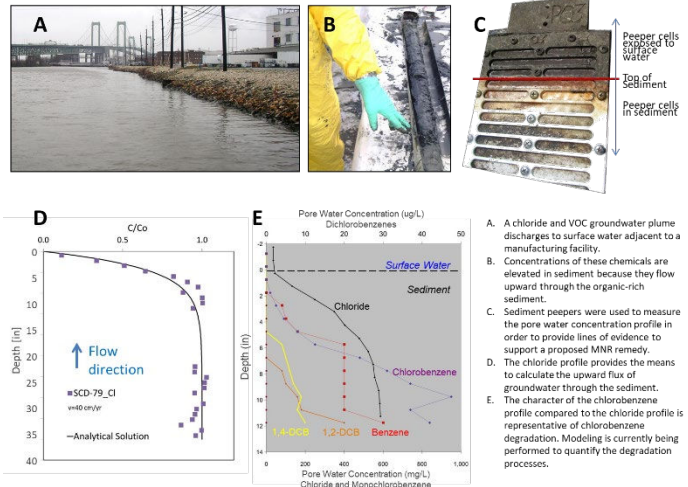 A
B
C
Peeper cells
exposed to
surface
water
Top of
Sediment
Peeper cells
in sediment
D
C/Co
0.0
0.5
1.0
0
5
10
15
20
25
30
35
40
Depth [in]
Flow
direction
SCD-79_Cl
v=40 cm/yr
Analytical Solution
E
Pore Water Concentration (ug/L)
Dichlorobenzenes
0
10
20
30
40
50
-2
0
2
4
6
8
10
12
14
Depth (in)
Surface Water
Sediment
Chloride
Chlorobenzene
1,4-DCB
1,2-DCB
Benzene
0
200
400
600
800
1,000
Pore Water Concentration (mg/L)
Chloride and Monochlorobenzene
A. A chloride and VOC groundwater plume
discharges to surface water adjacent to a
manufacturing facility.
B. Concentrations of these chemicals are
elevated in sediment because they flow
upward through the organic-rich
sediment.
C. Sediment peepers were used to measure
the pore water concentration profile in
order to provide lines of evidence to
support a proposed MNR remedy.
D. The chloride profile provides the means
to calculate the upward flux of
groundwater through the sediment.
E. The character of the chlorobenzene
profile compared to the chloride profile is
representative of chlorobenzene
degradation. Modeling is currently being
performed to quantify the degradation
processes.